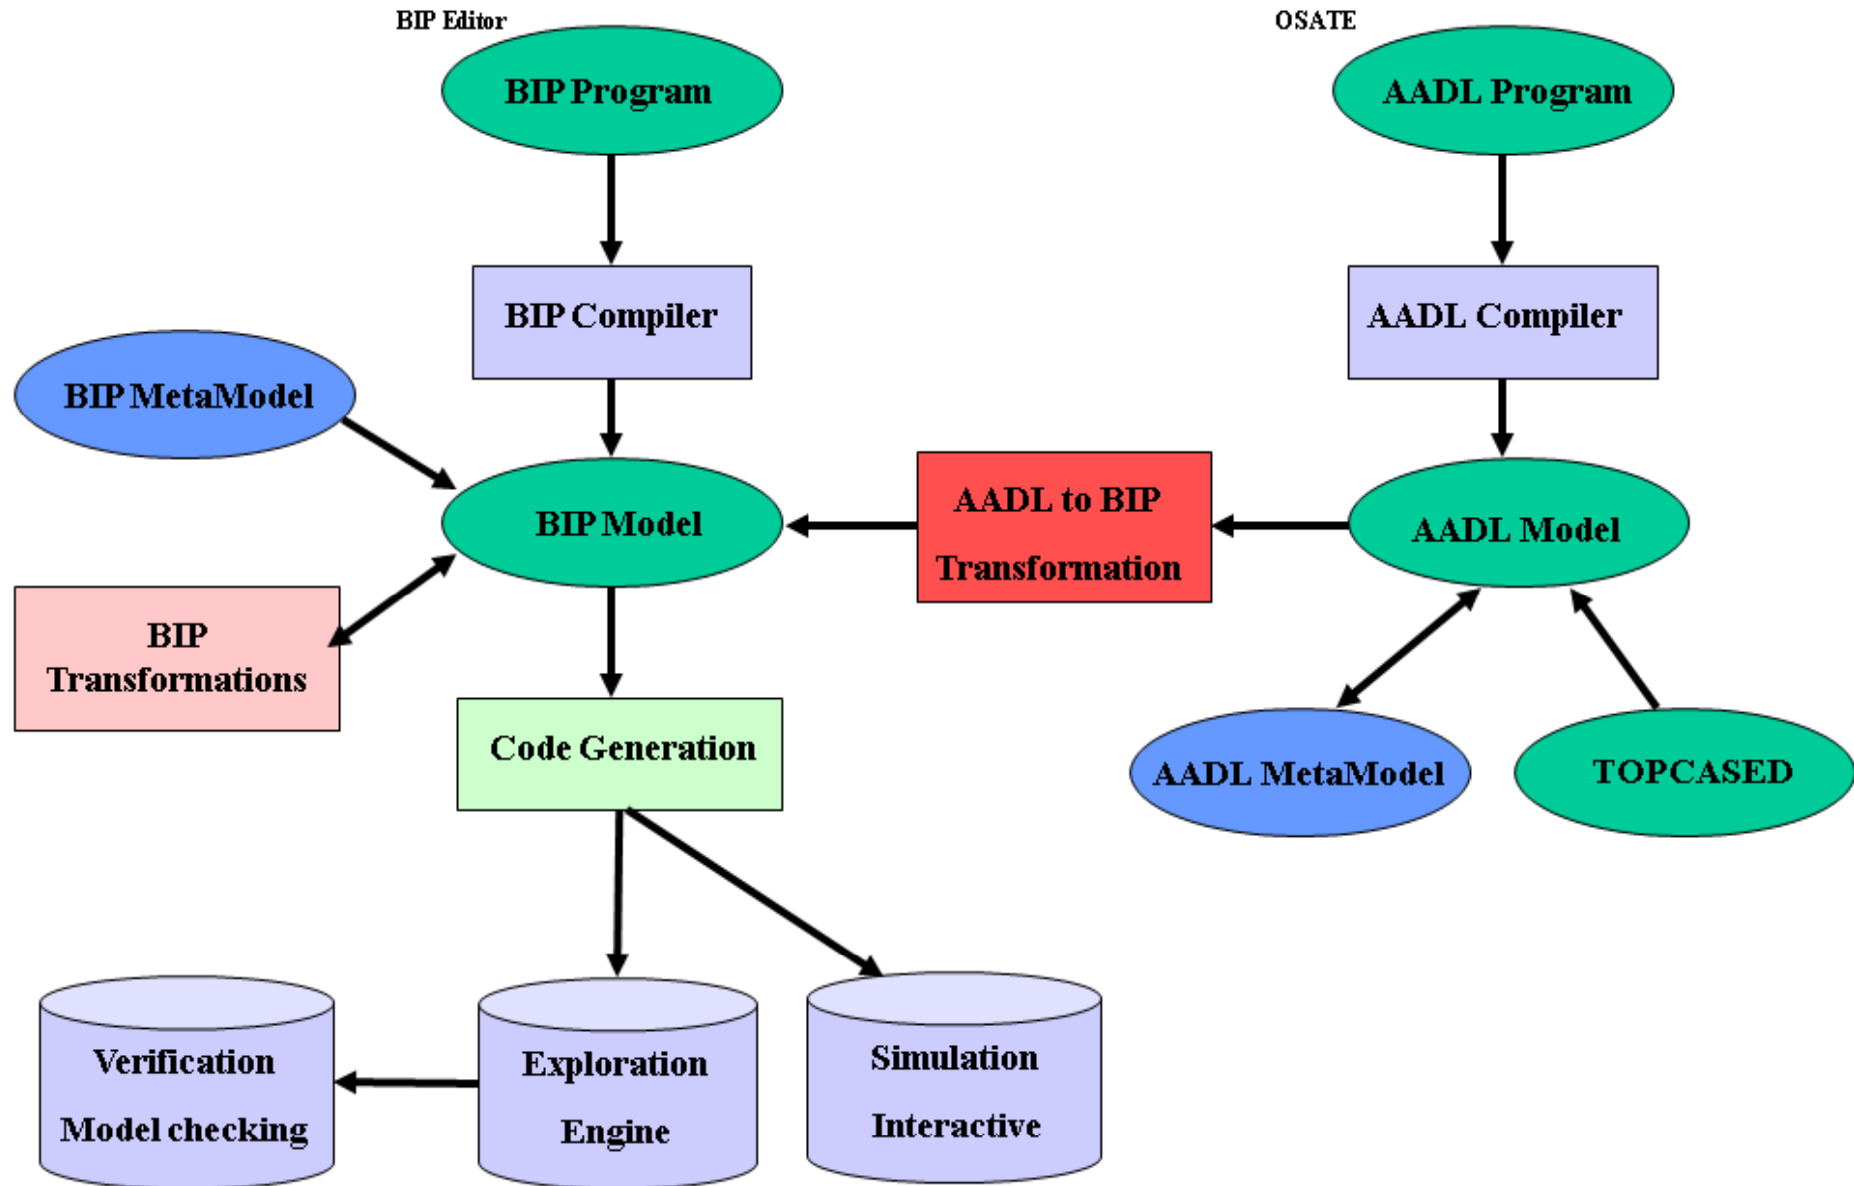 BIP Editor
OSATE
BIP Program
AADL Program
BIP Compiler
AADL Compiler
BIP MetaModel
BIP Model
AADL to BIP
Transformation
AADL Model
BIP
Transformations
Code Generation
AADL MetaModel
TOPCASED
Verification
Model checking
Exploration
Engine
Simulation
Interactive